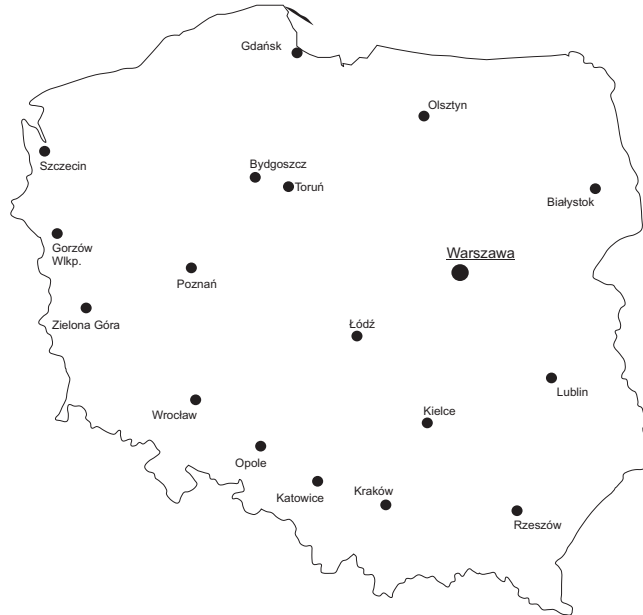 Gdańsk
Olsztyn
Szczecin
Bydgoszcz
Toruń
Białystok
Gorzów
Wlkp.
Warszawa
Poznań
Zielona Góra
Łódź
Lublin
Wrocław
Kielce
Opole
Katowice
Kraków
Rzeszów